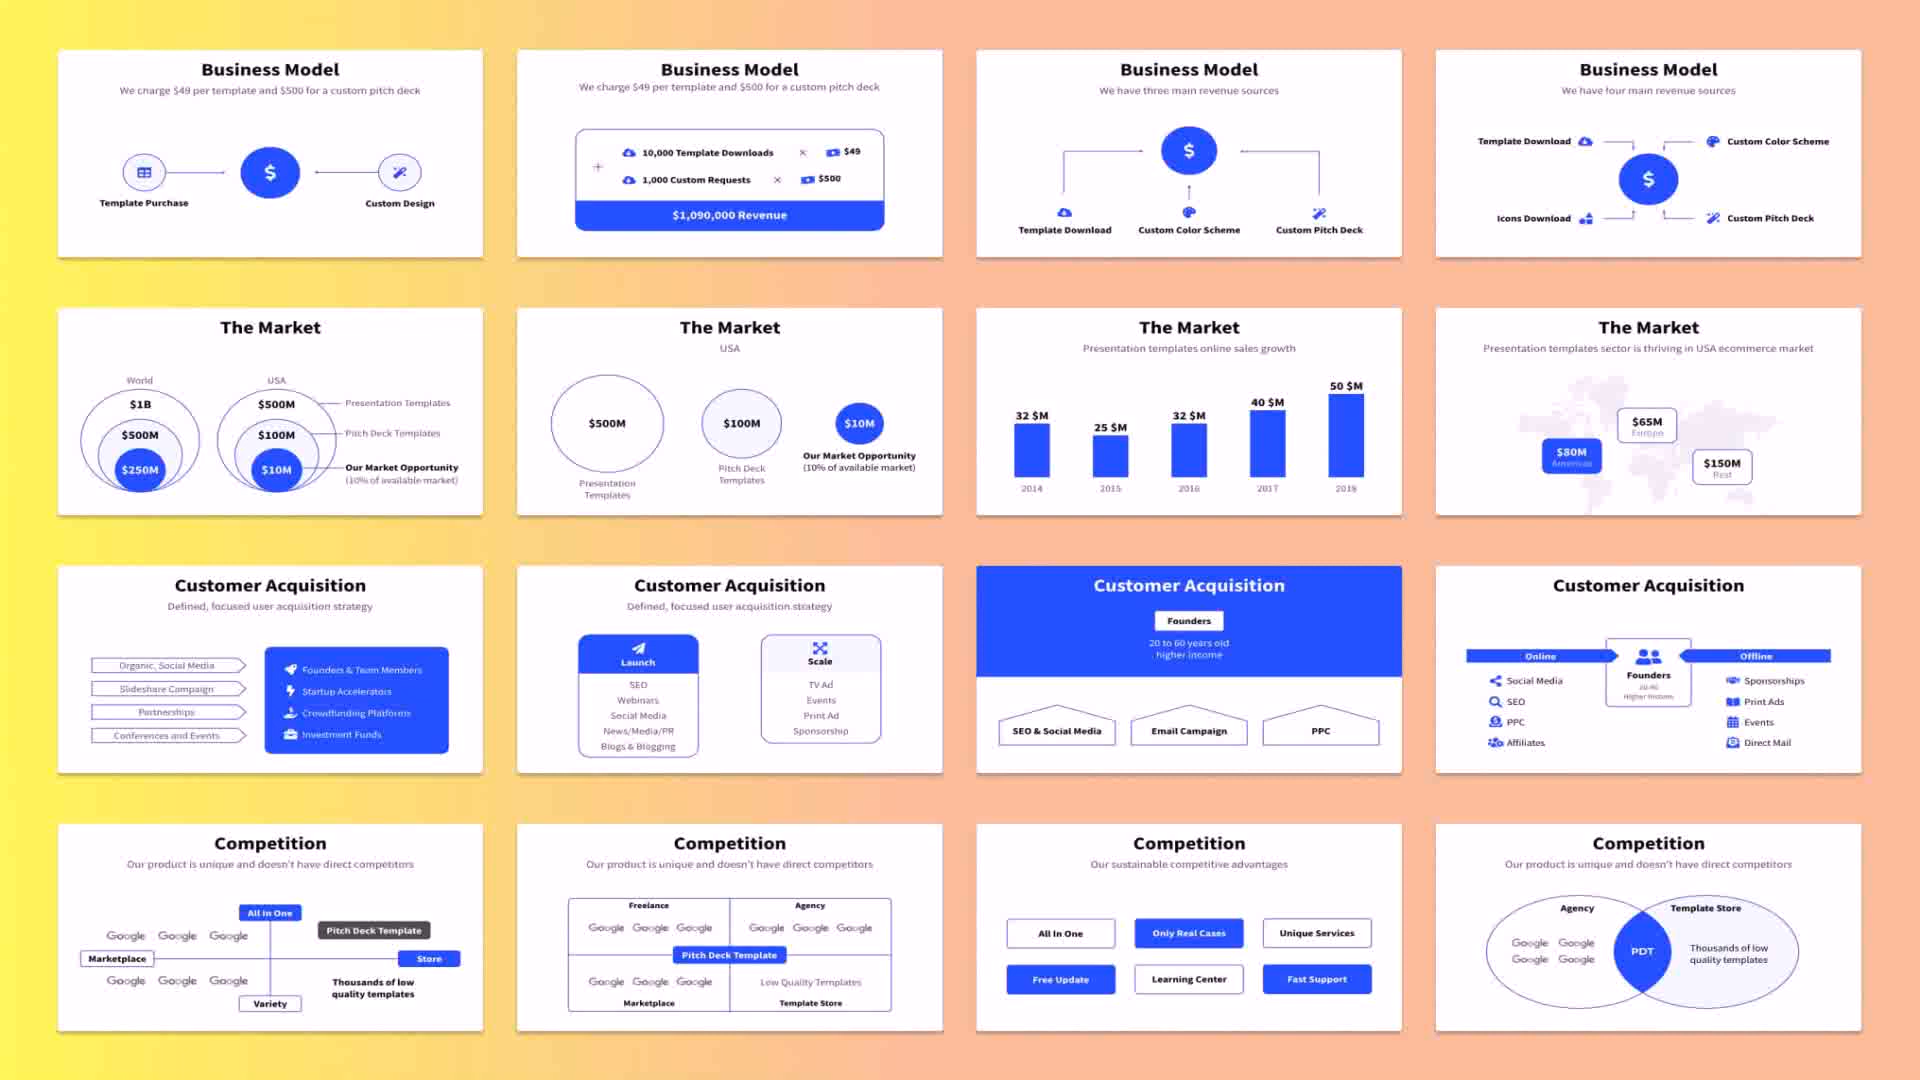 Business Model
We charge $49 per template and $500 for a custom pitch deck
$
Template Purchase
Custom Design
Business Model
We charge $49 per template and $500 for a custom pitch deck
+ 10,000 Template Downloads × $49
1,000 Custom Requests × $500
$1,090,000 Revenue
Business Model
We have three main revenue sources
$
Template Download
Custom Color Scheme
Custom Pitch Deck
Business Model
We have four main revenue sources
Template Download
Custom Color Scheme
$
Icons Download
Custom Pitch Deck
The Market
World
USA
$1B
$500M
Presentation Templates
$500M
$100M
Pitch Deck Templates
$250M
$10M
Our Market Opportunity
(10% of available market)
The Market
USA
$500M
$100M
$10M
Presentation
Templates
Pitch Deck
Templates
Our Market Opportunity
(10% of available market)
The Market
Presentation templates online sales growth
32 $M
25 $M
32 $M
40 $M
50 $M
2014
2015
2016
2017
2018
The Market
Presentation templates sector is thriving in USA ecommerce market
$65M
Europe
$80M
Americas
$150M
Rest
Customer Acquisition
Defined, focused user acquisition strategy
Organic, Social Media
Slideshare Campaign
Partnerships
Conferences and Events
Founders & Team Members
Startup Accelerators
Crowdfunding Platforms
Investment Funds
Customer Acquisition
Defined, focused user acquisition strategy
Launch
SEO
Webinars
Social Media
News/Media/PR
Blogs & Blogging
Scale
TV Ad
Events
Print Ad
Sponsorship
Customer Acquisition
Founders
20 to 60 years old
higher income
SEO & Social Media
Email Campaign
PPC
Customer Acquisition
Online
Social Media
SEO
PPC
Affiliates
Founders
Higher Incomes
Offline
Sponsorships
Print Ads
Events
Direct Mail
Competition
Our product is unique and doesn't have direct competitors
All In One
Google Google Google
Pitch Deck Template
Marketplace
Store
Google Google Google
Thousands of low
quality templates
Variety
Competition
Our product is unique and doesn't have direct competitors
Freelance
Agency
Google Google Google
Google Google Google
Pitch Deck Template
Google Google Google
Low Quality Templates
Marketplace
Template Store
Competition
Our sustainable competitive advantages
All In One
Only Real Cases
Unique Services
Free Update
Learning Center
Fast Support
Competition
Our product is unique and doesn't have direct competitors
Agency
Template Store
Google Google
Google Google
PDT
Thousands of low
quality templates